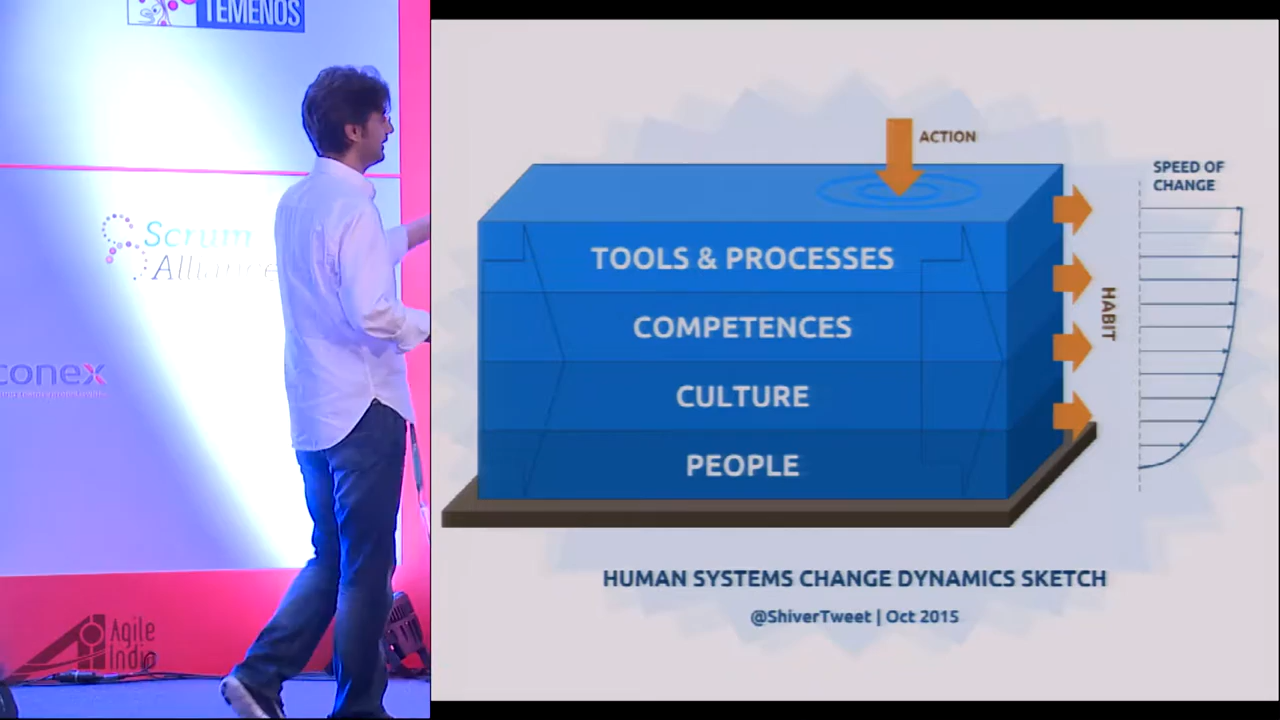 TEMENOS
Scrum
Alliance
conex
Agile
India
ACTION
SPEED OF
CHANGE
TOOLS & PROCESSES
COMPETENCES
CULTURE
PEOPLE
HABIT
HUMAN SYSTEMS CHANGE DYNAMICS SKETCH
@ShiverTweet | Oct 2015